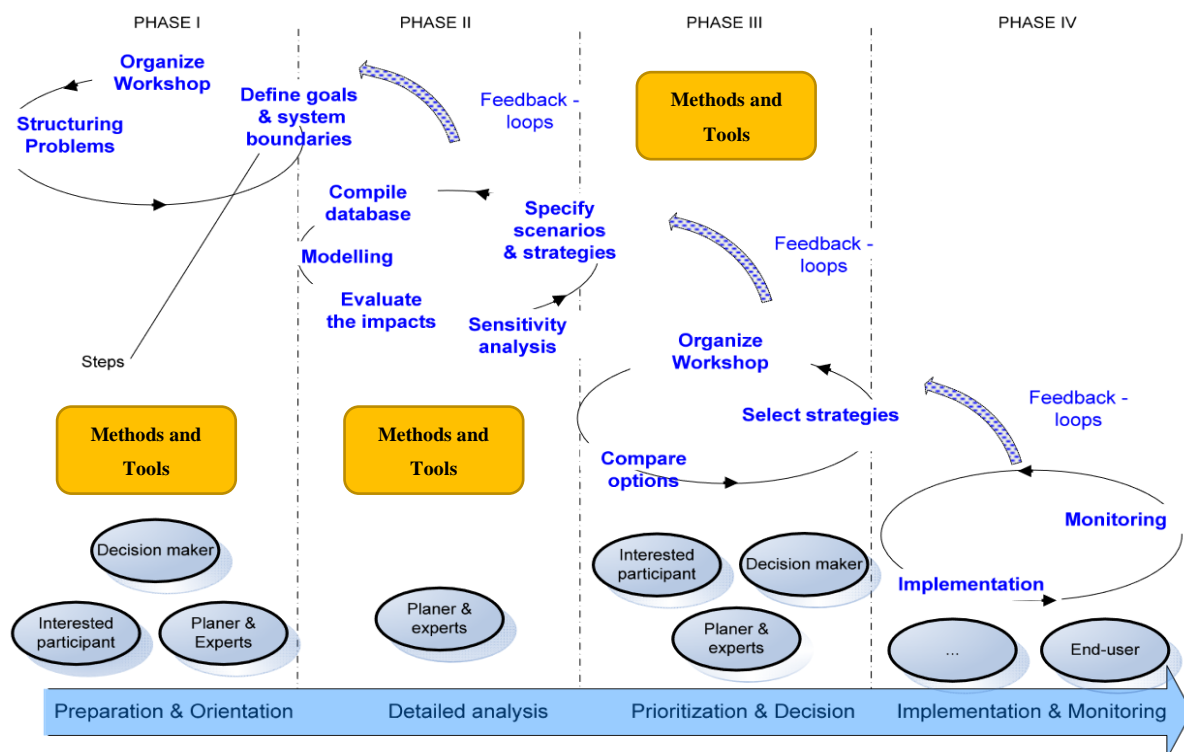 PHASE I
PHASE II
PHASE III
PHASE IV
Organize
Workshop
Structuring
Problems
Define goals
& system
boundaries
Steps
Methods and
Tools
Decision maker
Interested
participant
Planer &
Experts
Feedback -
loops
Compile
database
Specify
scenarios
& strategies
Modelling
Evaluate
the impacts
Sensitivity
analysis
Methods and
Tools
Planer &
experts
Methods and
Tools
Feedback -
loops
Organize
Workshop
Select strategies
Compare
options
Interested
participant
Decision maker
Planer &
experts
Feedback -
loops
Monitoring
Implementation
...
End-user
Preparation & Orientation
Detailed analysis
Prioritization & Decision
Implementation & Monitoring